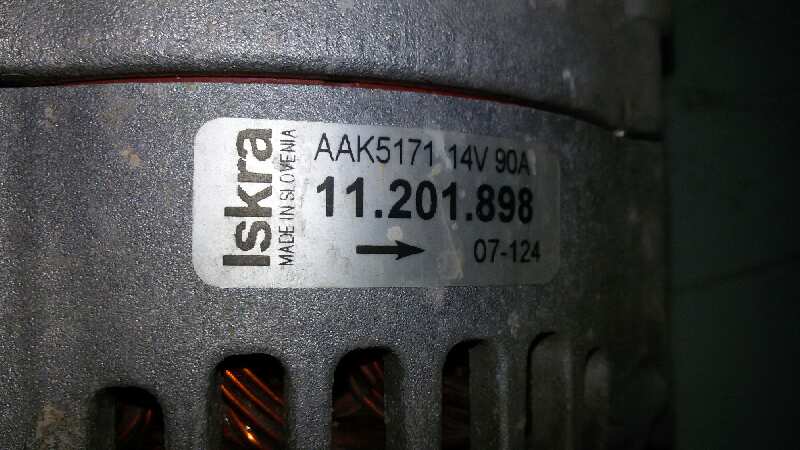 Iskra
MADE IN SLOVENIA
AAK5171 14V 90A
11.201.898
07-124